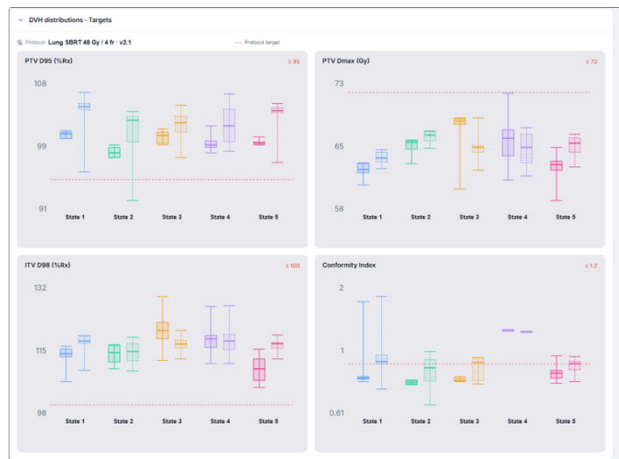 DVH distributions - Targets
Protocol Lung SBRT 48 Gy / 4 fr - v2.1
Protocol target
PTV D95 (%Rx)
≥ 95
108
99
91
State 1 State 2 State 3 State 4 State 5
PTV Dmax (Gy)
≤ 72
73
65
58
State 1 State 2 State 3 State 4 State 5
ITV D98 (%Rx)
≥ 100
132
115
98
State 1 State 2 State 3 State 4 State 5
Conformity Index
≤ 1.2
2
1
0.61
State 1 State 2 State 3 State 4 State 5